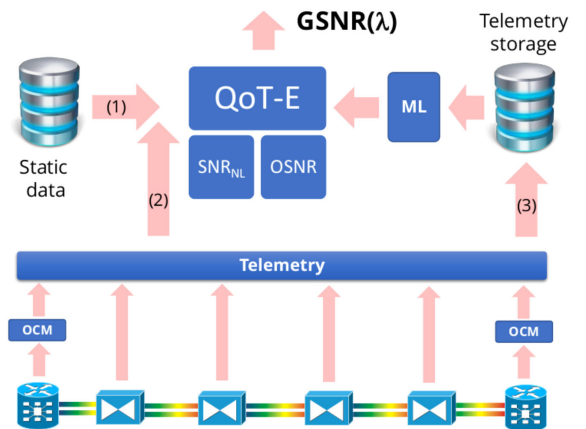 GSNR(λ)
Telemetry
storage
QoT-E
(1)
ML
Static
data
SNR_NL
OSNR
(2)
(3)
Telemetry
OCM
OCM